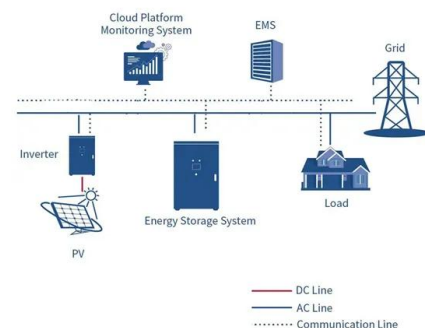 Cloud Platform
Monitoring System
EMS
Grid
Inverter
Energy Storage System
Load
PV
DC Line
AC Line
Communication Line